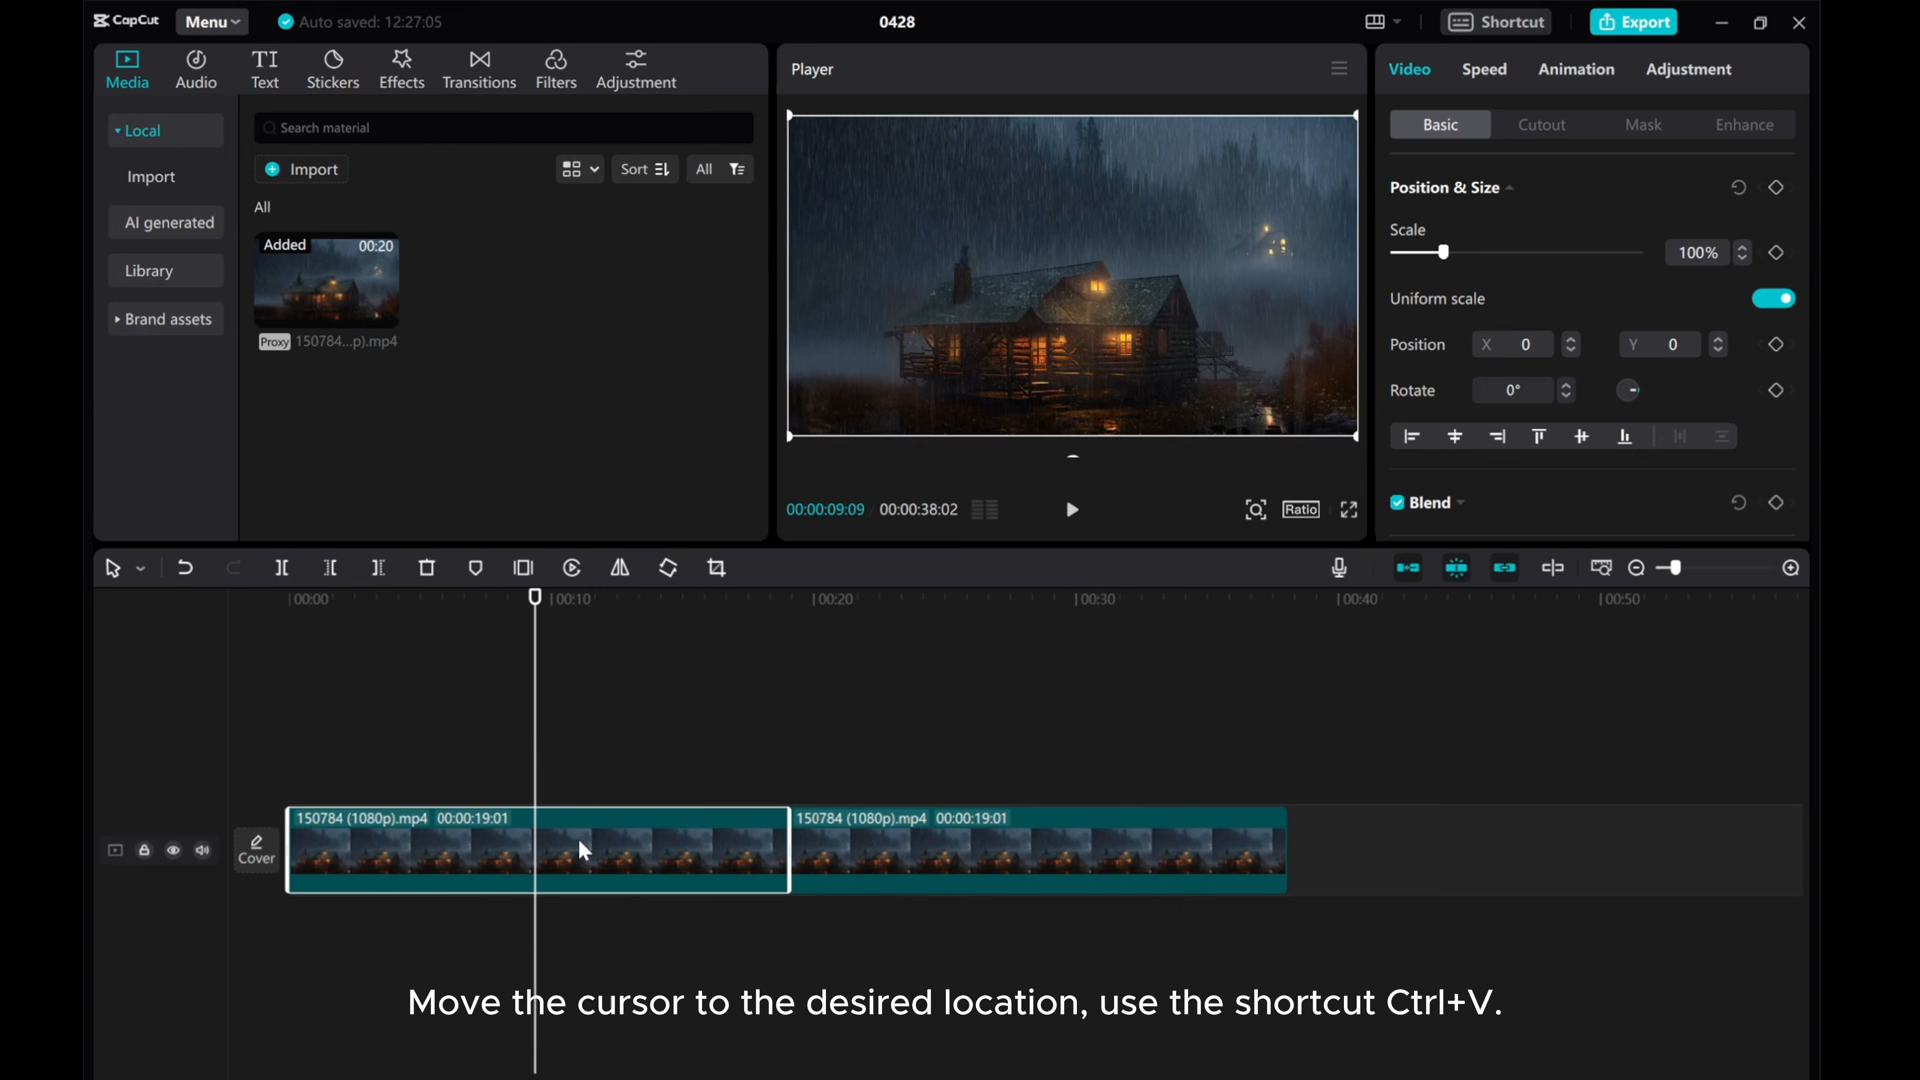 CapCut
Menu
Auto saved: 12:27:05
0428
Shortcut
Export
Media
Audio
TI
Text
Stickers
Effects
Transitions
Filters
Adjustment
Player
Video
Speed
Animation
Adjustment
Local
Import
AI generated
Library
Brand assets
Search material
Import
Sort
All
All
Added
00:20
Proxy
150784...p).mp4
Basic
Cutout
Mask
Enhance
Position & Size
Scale
100%
Uniform scale
Position
X 0
Y 0
Rotate
0°
Blend
00:00:09:09
00:00:38:02
Ratio
00:00
00:10
00:20
00:30
00:40
00:50
Cover
150784 (1080p).mp4 00:00:19:01
150784 (1080p).mp4 00:00:19:01
Move the cursor to the desired location, use the shortcut Ctrl+V.